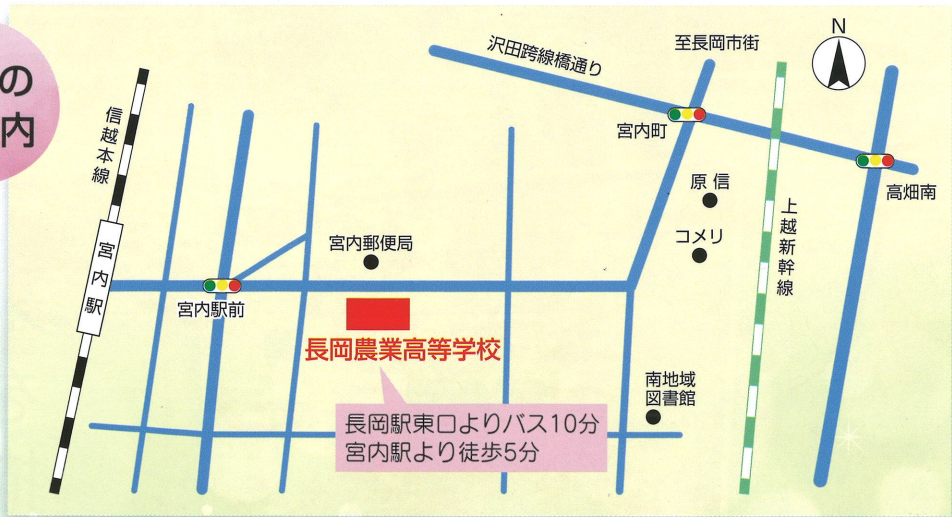 の
内
N
沢田跨線橋通り
至長岡市街
宮内町
高畑南
信越本線
原信
コメリ
上越新幹線
宮内郵便局
宮内駅
宮内駅前
長岡農業高等学校
南地域
図書館
長岡駅東口よりバス10分
宮内駅より徒歩5分